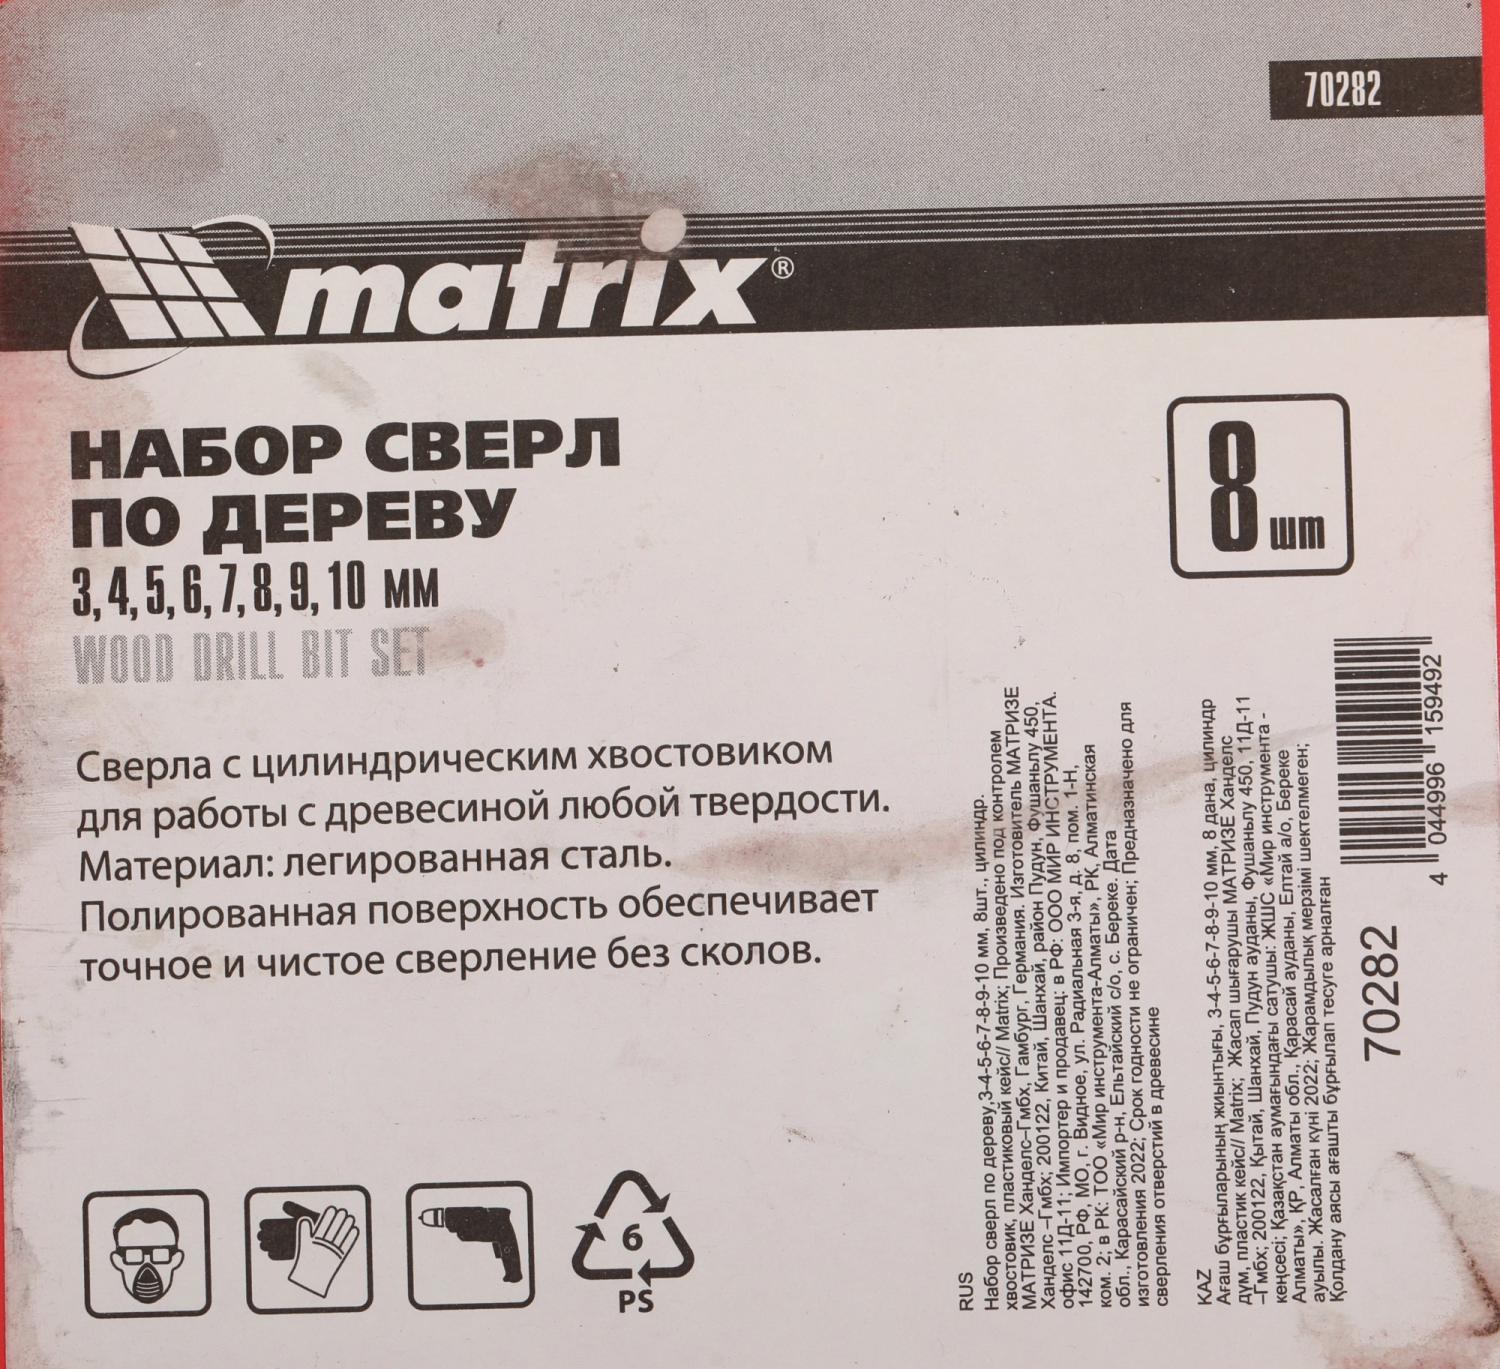 70282
matrix®
НАБОР СВЕРЛ
ПО ДЕРЕВУ
3, 4, 5, 6, 7, 8, 9, 10 мм
WOOD DRILL BIT SET
8 шт
Сверла с цилиндрическим хвостовиком
для работы с древесиной любой твердости.
Материал: легированная сталь.
Полированная поверхность обеспечивает
точное и чистое сверление без сколов.
6
PS
RUS
Набор сверл по дереву,3-4-5-6-7-8-9-10 мм, 8шт., цилиндр.
хвостовик, пластиковый кейс// Matrix; Произведено под контролем
МАТРИЗЕ Ханделс–Гмбх, Гамбург, Германия. Изготовитель МАТРИЗЕ
Ханделс –Гмбх; 200122, Китай, Шанхай, район Пудун, Фушаньлу 450,
офис 11Д-11; Импортер и продавец: в РФ: ООО МИР ИНСТРУМЕНТА.
142700, РФ, МО, г. Видное, ул. Радиальная 3-я, д. 8, пом. 1-Н,
ком. 2; в РК: ТОО «Мир инструмента-Алматы», РК, Алматинская
обл., Карасайский р-н, Ельтайский с/о, с. Береке. Дата
изготовления 2022; Срок годности не ограничен; Предназначено для
сверления отверстий в древесине
KAZ
Ағаш бұрғыларының жиынтығы, 3-4-5-6-7-8-9-10 мм, 8 дана, цилиндр
дүм, пластик кейс// Matrix; Жасап шығарушы МАТРИЗЕ Ханделс
–Гмбх; 200122, Қытай, Шанхай, Пудун ауданы, Фушаньлу 450, 11Д-11
кеңсесі; Қазақстан аумағындағы сатушы: ЖШС «Мир инструмента -
Алматы», ҚР, Алматы обл., Қарасай ауданы, Елтай а/о, Береке
ауылы. Жасалған күні 2022; Жарамдылық мерзімі шектелмеген;
Қолдану аясы ағашты бұрғылап тесуге арналған
4 044996 159492
70282